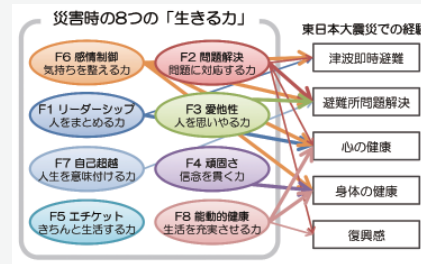 災害時の8つの「生きる力」
東日本大震災での経験
F6 感情制御
気持ちを整える力
F2 問題解決
問題に対応する力
F1 リーダーシップ
人をまとめる力
F3 愛他性
人を思いやる力
F7 自己超越
人生を意味付ける力
F4 頑固さ
信念を貫く力
F5 エチケット
きちんと生活する力
F8 能動的健康
生活を充実させる力
津波即時避難
避難所問題解決
心の健康
身体の健康
復興感